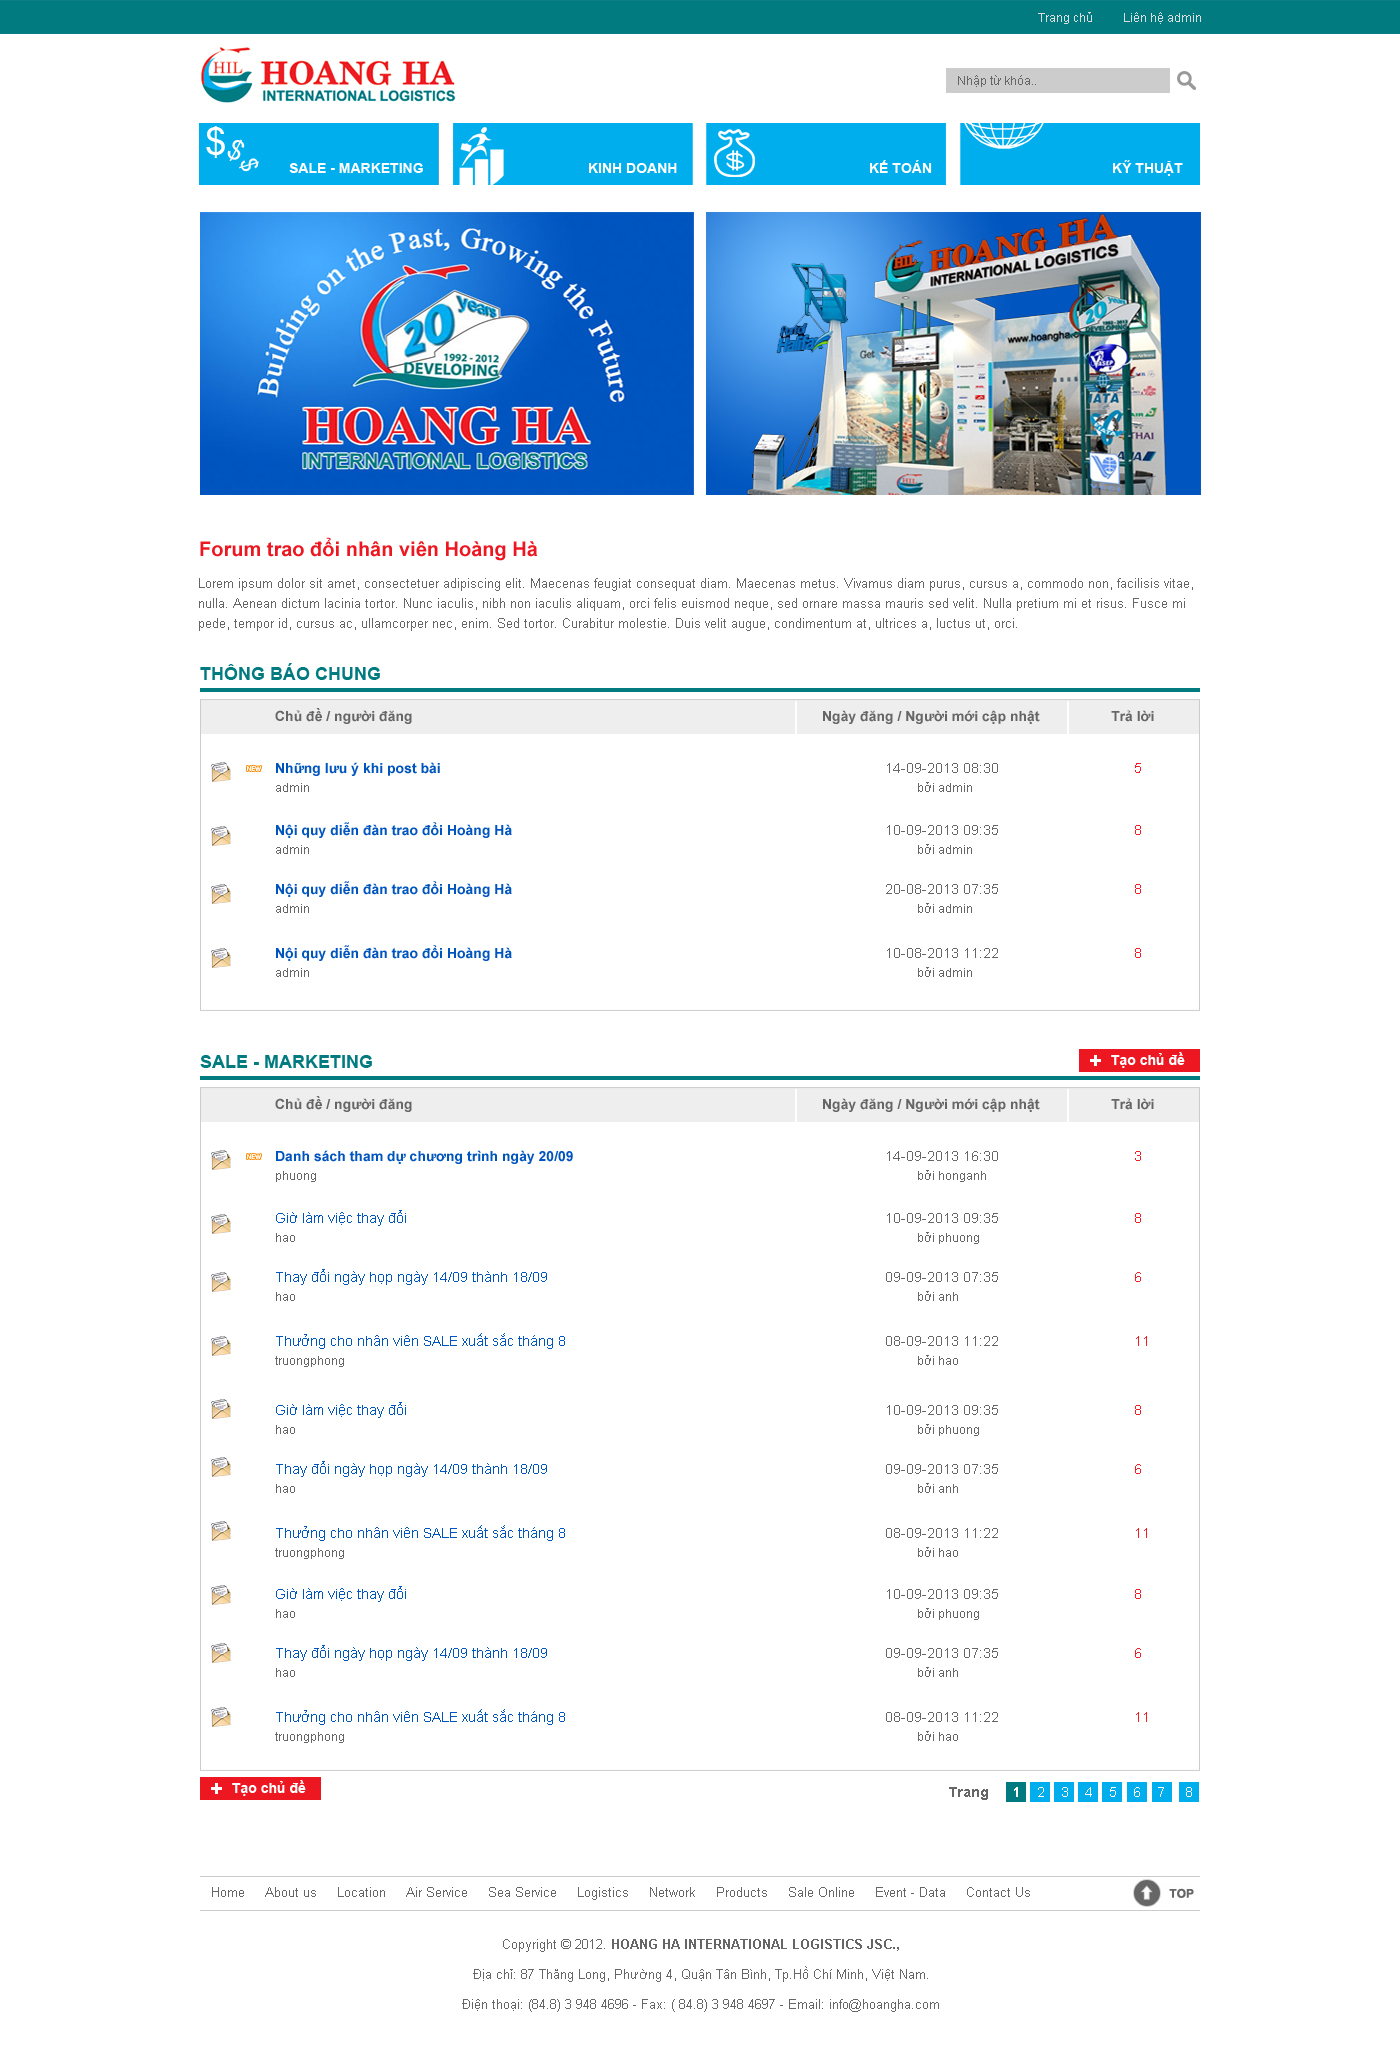 Trang chủ Liên hệ admin
HIL HOANG HA
INTERNATIONAL LOGISTICS
Nhập từ khóa..
$ $ $ SALE - MARKETING
KINH DOANH
$ KẾ TOÁN
KỸ THUẬT
Building on the Past, Growing the Future
20 years
1992 - 2012
DEVELOPING
HOANG HA
INTERNATIONAL LOGISTICS
HIL HOANG HA
INTERNATIONAL LOGISTICS
20 years
1992 - 2012
DEVELOPING
Port of
Haifa
Get
www.hoangha.c
IATA
THAI
ANA
Forum trao đổi nhân viên Hoàng Hà
Lorem ipsum dolor sit amet, consectetuer adipiscing elit. Maecenas feugiat consequat diam. Maecenas metus. Vivamus diam purus, cursus a, commodo non, facilisis vitae,
nulla. Aenean dictum lacinia tortor. Nunc iaculis, nibh non iaculis aliquam, orci felis euismod neque, sed ornare massa mauris sed velit. Nulla pretium mi et risus. Fusce mi
pede, tempor id, cursus ac, ullamcorper nec, enim. Sed tortor. Curabitur molestie. Duis velit augue, condimentum at, ultrices a, luctus ut, orci.
THÔNG BÁO CHUNG
Chủ đề / người đăng Ngày đăng / Người mới cập nhật Trả lời
NEW Những lưu ý khi post bài 14-09-2013 08:30 5
admin bởi admin
Nội quy diễn đàn trao đổi Hoàng Hà 10-09-2013 09:35 8
admin bởi admin
Nội quy diễn đàn trao đổi Hoàng Hà 20-08-2013 07:35 8
admin bởi admin
Nội quy diễn đàn trao đổi Hoàng Hà 10-08-2013 11:22 8
admin bởi admin
SALE - MARKETING + Tạo chủ đề
Chủ đề / người đăng Ngày đăng / Người mới cập nhật Trả lời
NEW Danh sách tham dự chương trình ngày 20/09 14-09-2013 16:30 3
phuong bởi honganh
Giờ làm việc thay đổi 10-09-2013 09:35 8
hao bởi phuong
Thay đổi ngày họp ngày 14/09 thành 18/09 09-09-2013 07:35 6
hao bởi anh
Thưởng cho nhân viên SALE xuất sắc tháng 8 08-09-2013 11:22 11
truongphong bởi hao
Giờ làm việc thay đổi 10-09-2013 09:35 8
hao bởi phuong
Thay đổi ngày họp ngày 14/09 thành 18/09 09-09-2013 07:35 6
hao bởi anh
Thưởng cho nhân viên SALE xuất sắc tháng 8 08-09-2013 11:22 11
truongphong bởi hao
Giờ làm việc thay đổi 10-09-2013 09:35 8
hao bởi phuong
Thay đổi ngày họp ngày 14/09 thành 18/09 09-09-2013 07:35 6
hao bởi anh
Thưởng cho nhân viên SALE xuất sắc tháng 8 08-09-2013 11:22 11
truongphong bởi hao
+ Tạo chủ đề Trang 1 2 3 4 5 6 7 8
Home About us Location Air Service Sea Service Logistics Network Products Sale Online Event - Data Contact Us TOP
Copyright © 2012. HOANG HA INTERNATIONAL LOGISTICS JSC.,
Địa chỉ: 87 Thăng Long, Phường 4, Quận Tân Bình, Tp.Hồ Chí Minh, Việt Nam.
Điện thoại: (84.8) 3 948 4696 - Fax: ( 84.8) 3 948 4697 - Email: info@hoangha.com